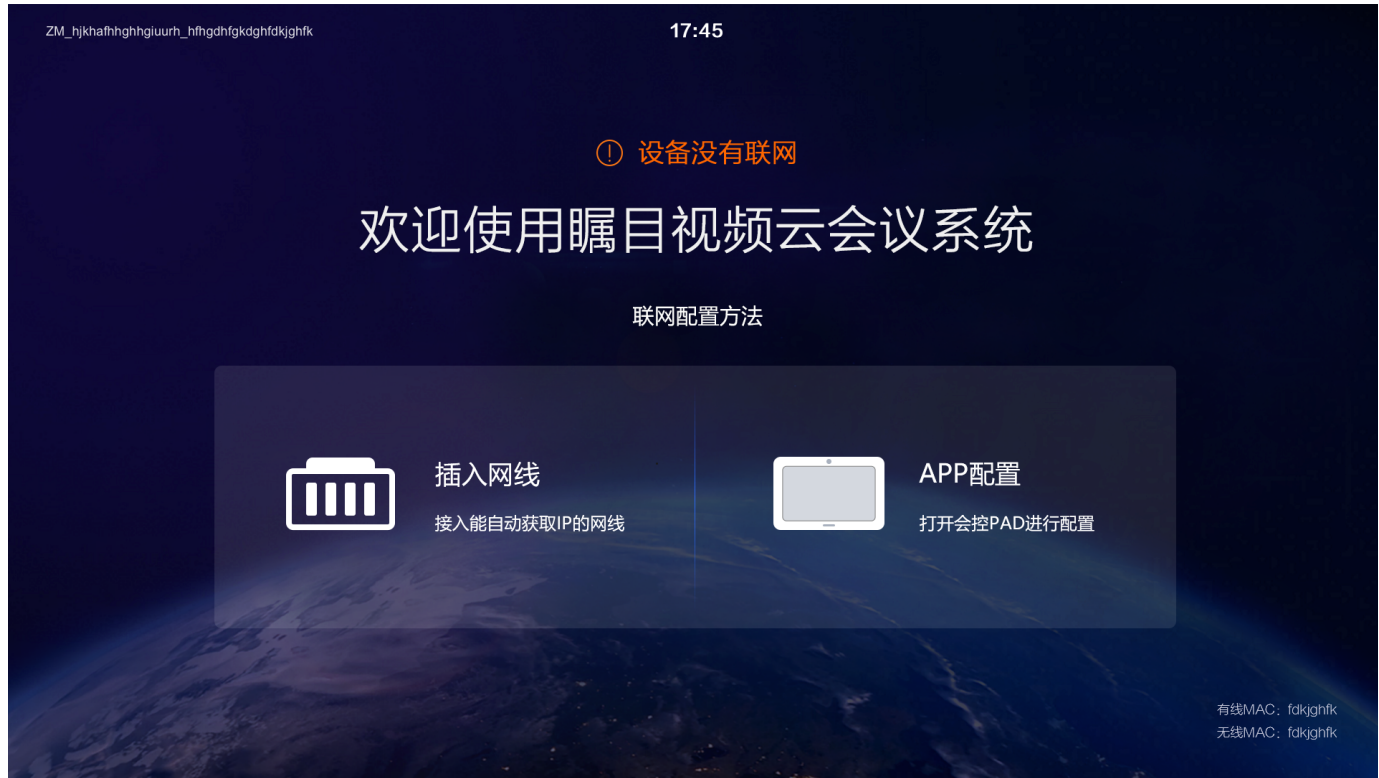 ZM_hjkhafhhghhgiuurh_hfhgdhfgkdghfdkjghfk
17:45
设备没有联网
欢迎使用瞩目视频云会议系统
联网配置方法
插入网线
接入能自动获取IP的网线
APP配置
打开会控PAD进行配置
有线MAC：fdkjghfk
无线MAC：fdkjghfk